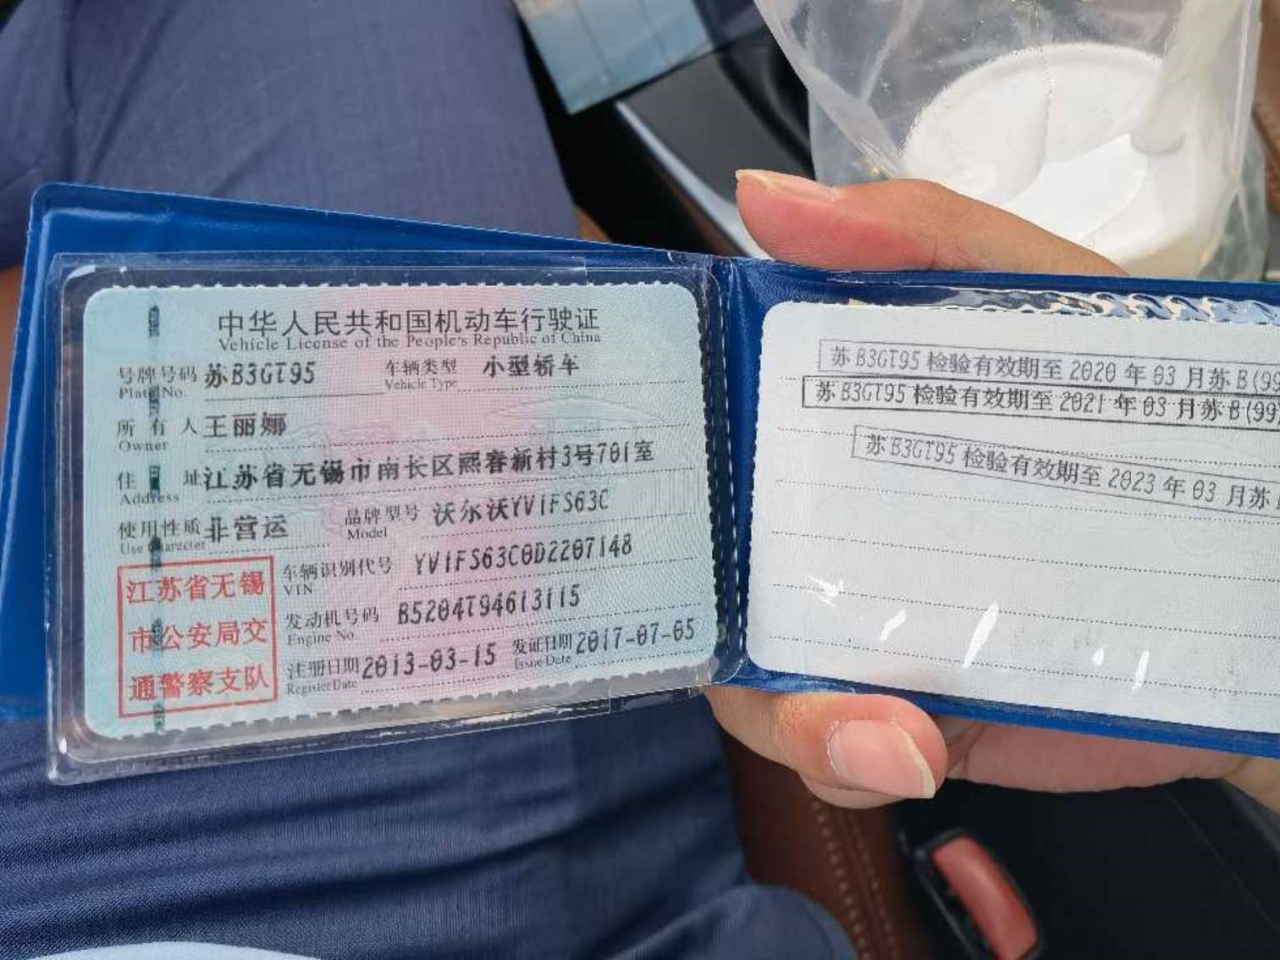 中华人民共和国机动车行驶证
Vehicle License of the People's Republic of China
号牌号码 苏B3GT95 车辆类型 小型轿车
Plate No. Vehicle Type
所有人 王丽娜
Owner
住址 江苏省无锡市南长区熙春新村3号701室
Address
使用性质 非营运 品牌型号 沃尔沃YV1FS63C
Use Character Model
车辆识别代号 YV1FS63C0D2207148
VIN
发动机号码 B5204T94613115
Engine No.
注册日期 2013-03-15 发证日期 2017-07-05
Register Date Issue Date
江苏省无锡
市公安局交
通警察支队
苏B3GT95 检验有效期至 2020 年 03 月苏B(99
苏B3GT95 检验有效期至 2021 年 03 月苏B(99
苏B3GT95 检验有效期至 2023 年 03 月苏